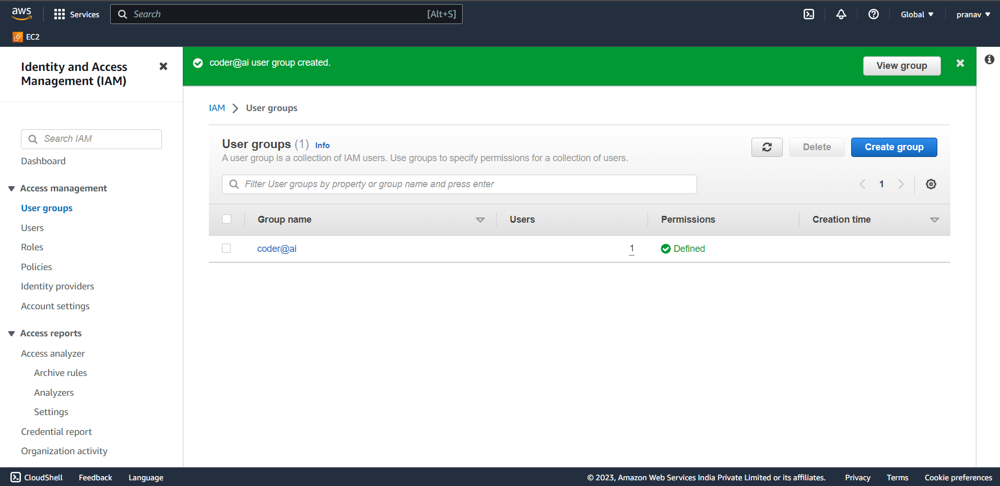 aws
Services
Search
[Alt+S]
Global
pranav
EC2
Identity and Access
Management (IAM)
Search IAM
Dashboard
Access management
User groups
Users
Roles
Policies
Identity providers
Account settings
Access reports
Access analyzer
Archive rules
Analyzers
Settings
Credential report
Organization activity
coder@ai user group created.
View group
IAM
User groups
User groups (1) Info
A user group is a collection of IAM users. Use groups to specify permissions for a collection of users.
Delete
Create group
Filter User groups by property or group name and press enter
1
Group name
Users
Permissions
Creation time
coder@ai
1
Defined
CloudShell
Feedback
Language
© 2023, Amazon Web Services India Private Limited or its affiliates.
Privacy
Terms
Cookie preferences